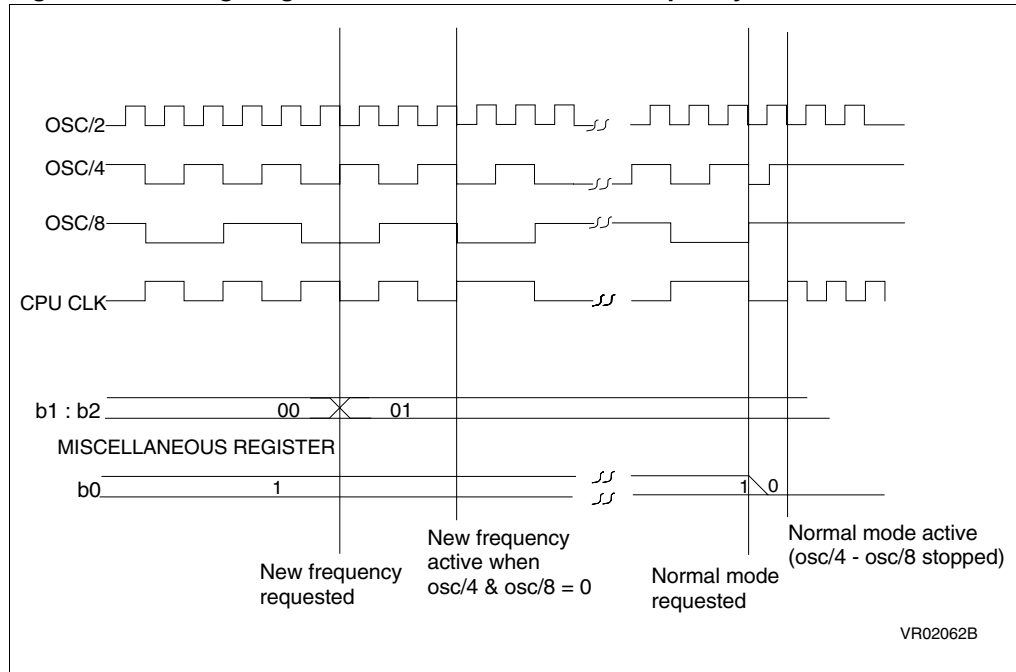 OSC/2
OSC/4
OSC/8
CPU CLK
b1 : b2
00
01
MISCELLANEOUS REGISTER
b0
1
1
0
New frequency
requested
New frequency
active when
osc/4 & osc/8 = 0
Normal mode
requested
Normal mode active
(osc/4 - osc/8 stopped)
VR02062B